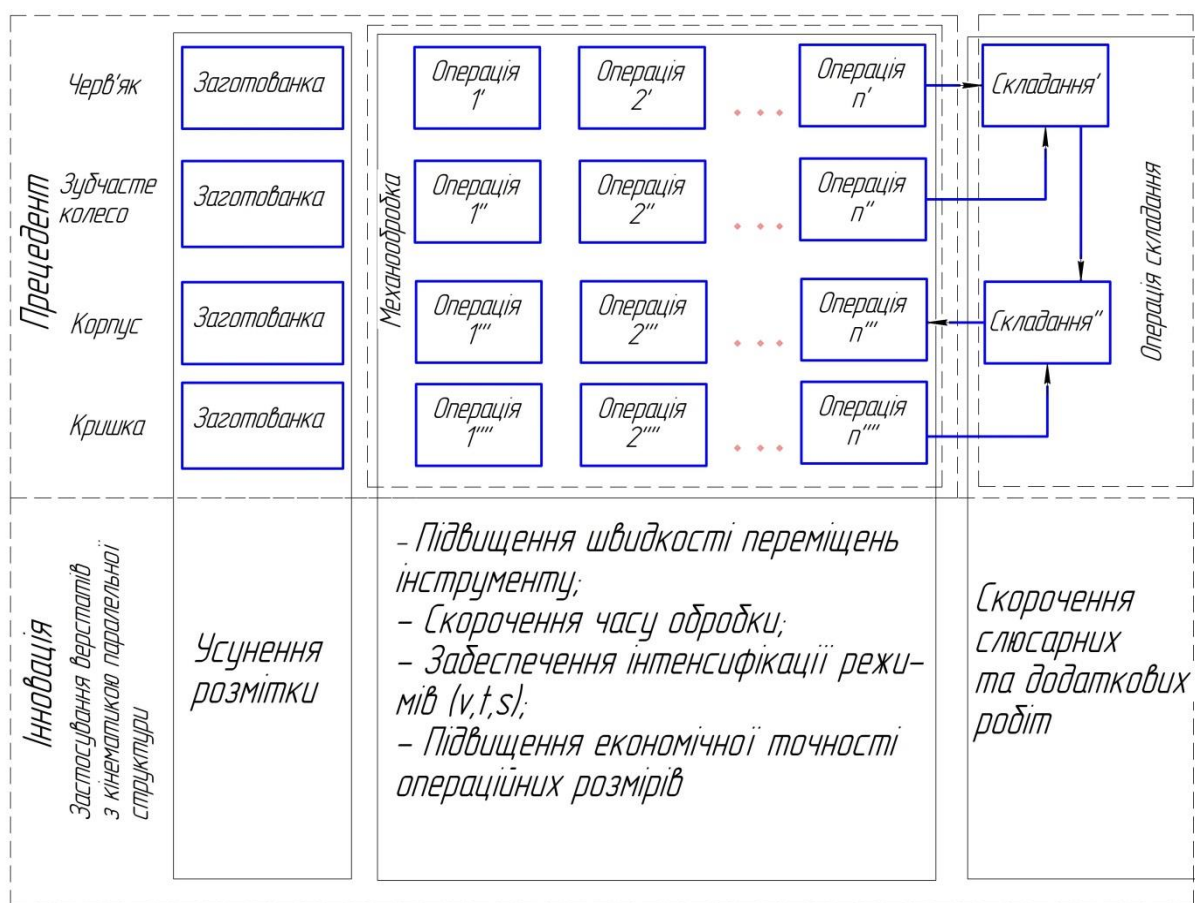 Прецедент
Механообробка
Операція складання
Черв'як
Заготованка
Операція
1'
Операція
2'
. . .
Операція
n'
Складання'
Зубчасте
колесо
Заготованка
Операція
1''
Операція
2''
. . .
Операція
n''
Корпус
Заготованка
Операція
1'''
Операція
2'''
. . .
Операція
n'''
Складання''
Кришка
Заготованка
Операція
1''''
Операція
2''''
. . .
Операція
n''''
Інновація
Застосування верстатів
з кінематикою паралельної
структури
Усунення
розмітки
- Підвищення швидкості переміщень
інструменту;
- Скорочення часу обробки;
- Забеспечення інтенсифікації режи-
мів (v,t,s);
- Підвищення економічної точності
операційних розмірів
Скорочення
слюсарних
та додаткових
робіт